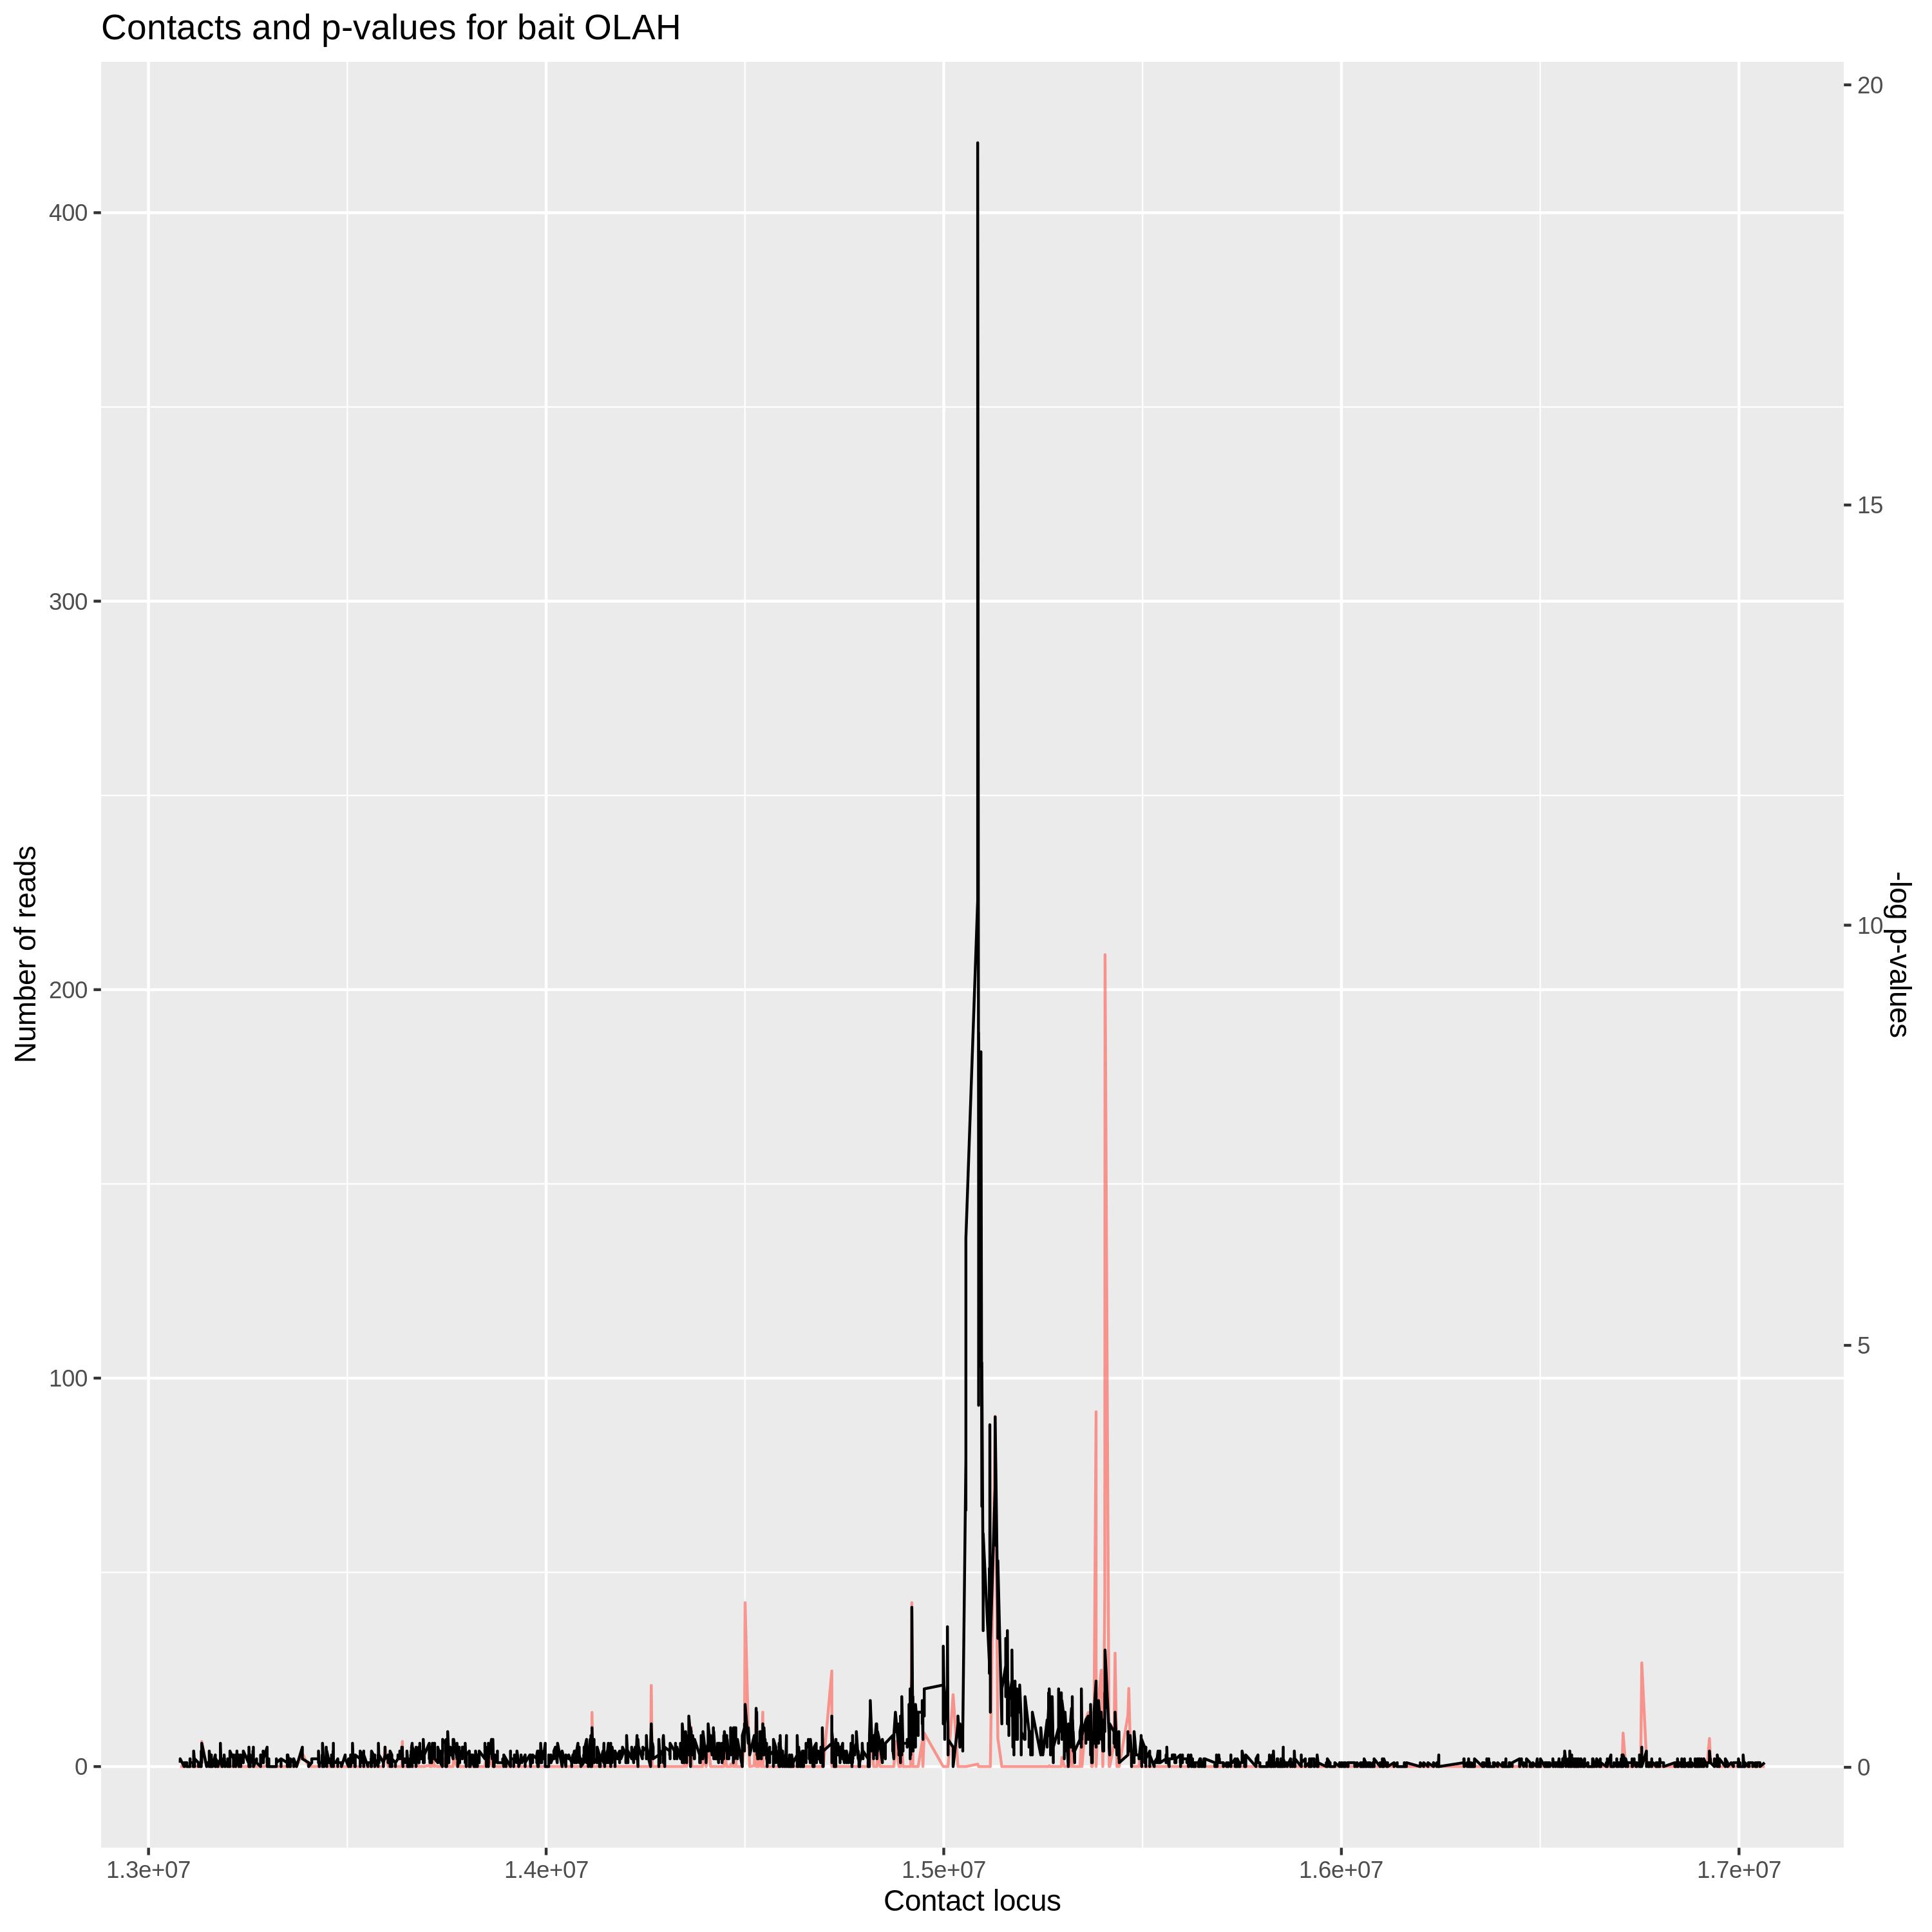 Contacts and p-values for bait OLAH
400
300
200
100
0
Number of reads
20
15
10
5
0
-log p-values
1.3e+07
1.4e+07
1.5e+07
1.6e+07
1.7e+07
Contact locus